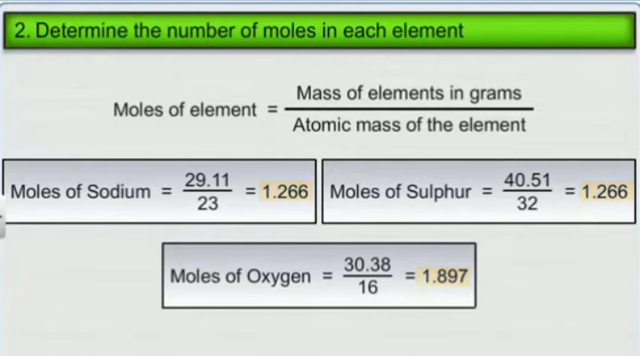 2. Determine the number of moles in each element
Moles of element = Mass of elements in grams / Atomic mass of the element
Moles of Sodium = 29.11 / 23 = 1.266
Moles of Sulphur = 40.51 / 32 = 1.266
Moles of Oxygen = 30.38 / 16 = 1.897